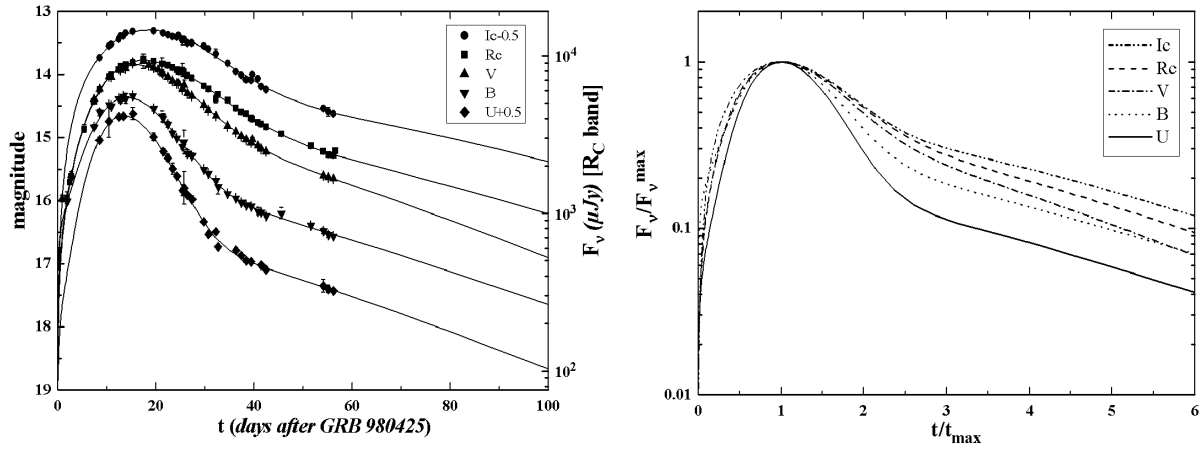 13
14
15
16
17
18
19
magnitude
0
20
40
60
80
100
t (days after GRB 980425)
Ic-0.5
Rc
V
B
U+0.5
10^4
10^3
10^2
F_ν (μJy) [R_C band]
1
0.1
0.01
F_ν/F_ν^max
0
1
2
3
4
5
6
t/t_max
Ic
Rc
V
B
U